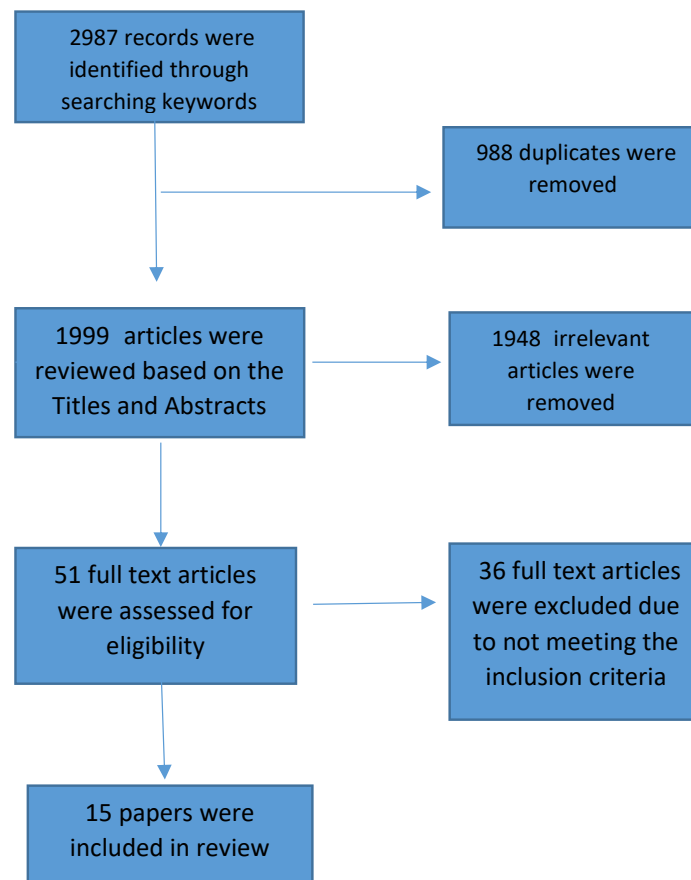 2987 records were
identified through
searching keywords
988 duplicates were
removed
1999 articles were
reviewed based on the
Titles and Abstracts
1948 irrelevant
articles were
removed
51 full text articles
were assessed for
eligibility
36 full text articles
were excluded due
to not meeting the
inclusion criteria
15 papers were
included in review